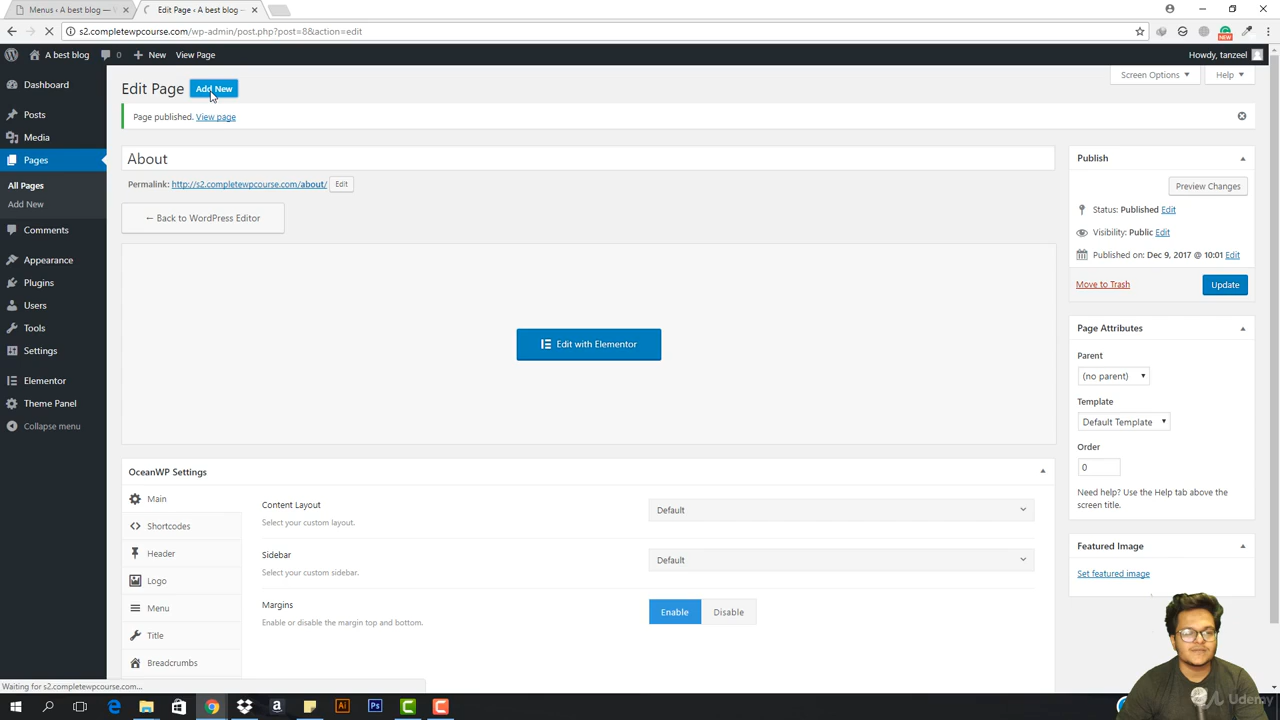 Menus ‹ A best blog —
Edit Page ‹ A best blog —
s2.completewpcourse.com/wp-admin/post.php?post=8&action=edit
NEW
A best blog
0
New
View Page
Howdy, tanzeel
Dashboard
Posts
Media
Pages
All Pages
Add New
Comments
Appearance
Plugins
Users
Tools
Settings
Elementor
Theme Panel
Collapse menu
Edit Page
Add New
Screen Options
Help
Page published. View page
About
Permalink: http://s2.completewpcourse.com/about/ Edit
← Back to WordPress Editor
Edit with Elementor
OceanWP Settings
Main
Shortcodes
Header
Logo
Menu
Title
Breadcrumbs
Content Layout
Select your custom layout.
Default
Sidebar
Select your custom sidebar.
Default
Margins
Enable or disable the margin top and bottom.
Enable
Disable
Publish
Preview Changes
Status: Published Edit
Visibility: Public Edit
Published on: Dec 9, 2017 @ 10:01 Edit
Move to Trash
Update
Page Attributes
Parent
(no parent)
Template
Default Template
Order
0
Need help? Use the Help tab above the
screen title.
Featured Image
Set featured image
Waiting for s2.completewpcourse.com...
Ai
Ps
Udemy